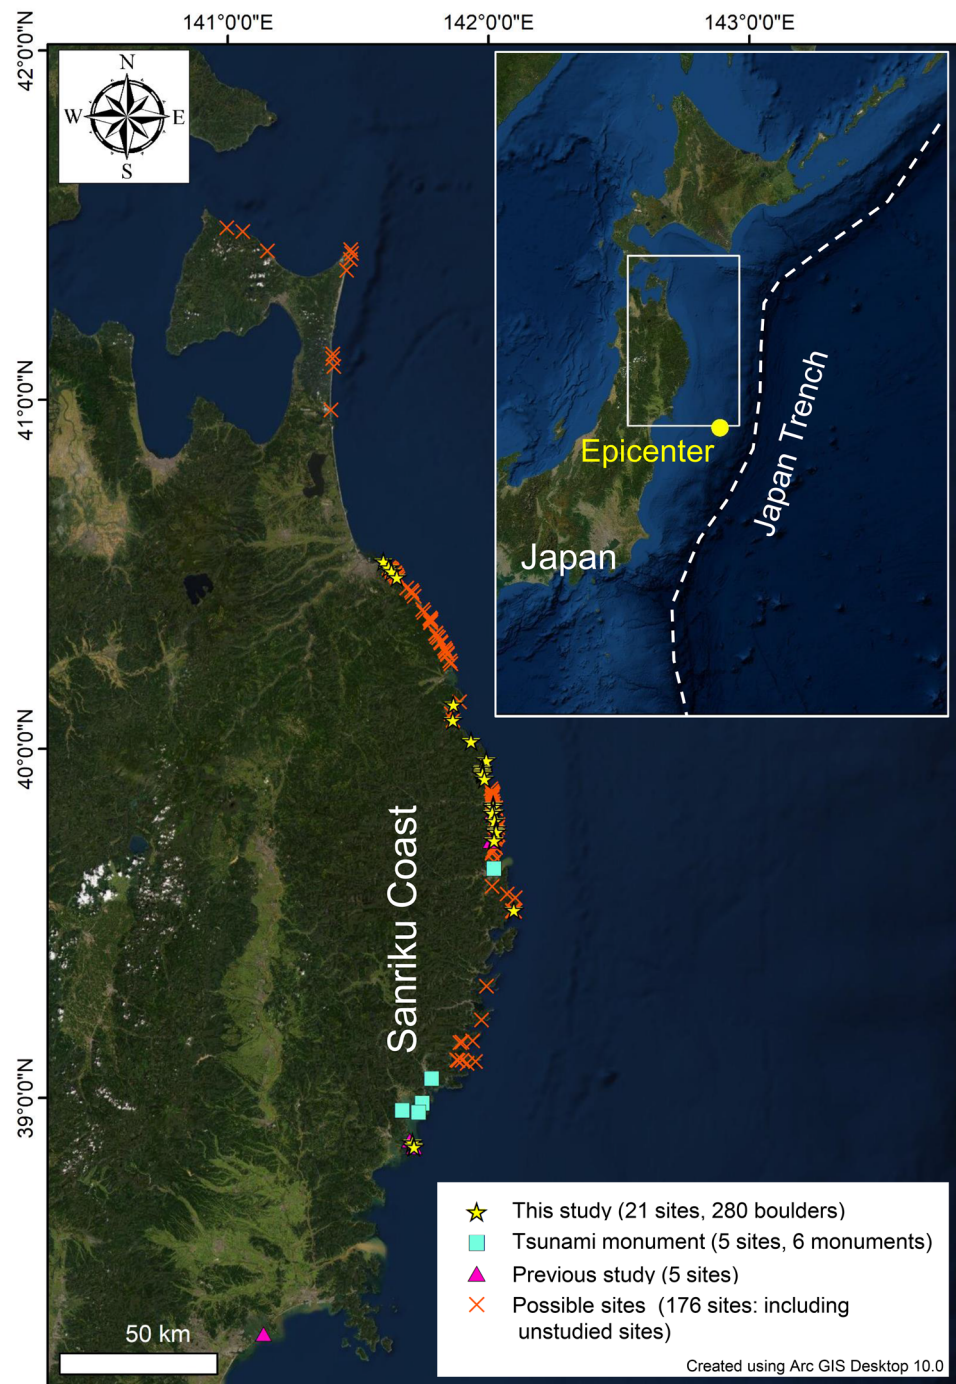 141°0'0"E
142°0'0"E
143°0'0"E
42°0'0"N
41°0'0"N
40°0'0"N
39°0'0"N
N
W
E
S
Epicenter
Japan Trench
Japan
Sanriku Coast
This study (21 sites, 280 boulders)
Tsunami monument (5 sites, 6 monuments)
Previous study (5 sites)
Possible sites (176 sites: including
unstudied sites)
50 km
Created using Arc GIS Desktop 10.0